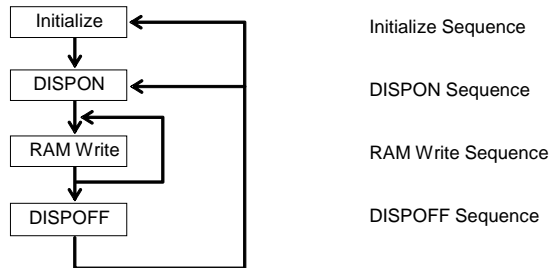 Initialize
Initialize Sequence
DISPON
DISPON Sequence
RAM Write
RAM Write Sequence
DISPOFF
DISPOFF Sequence